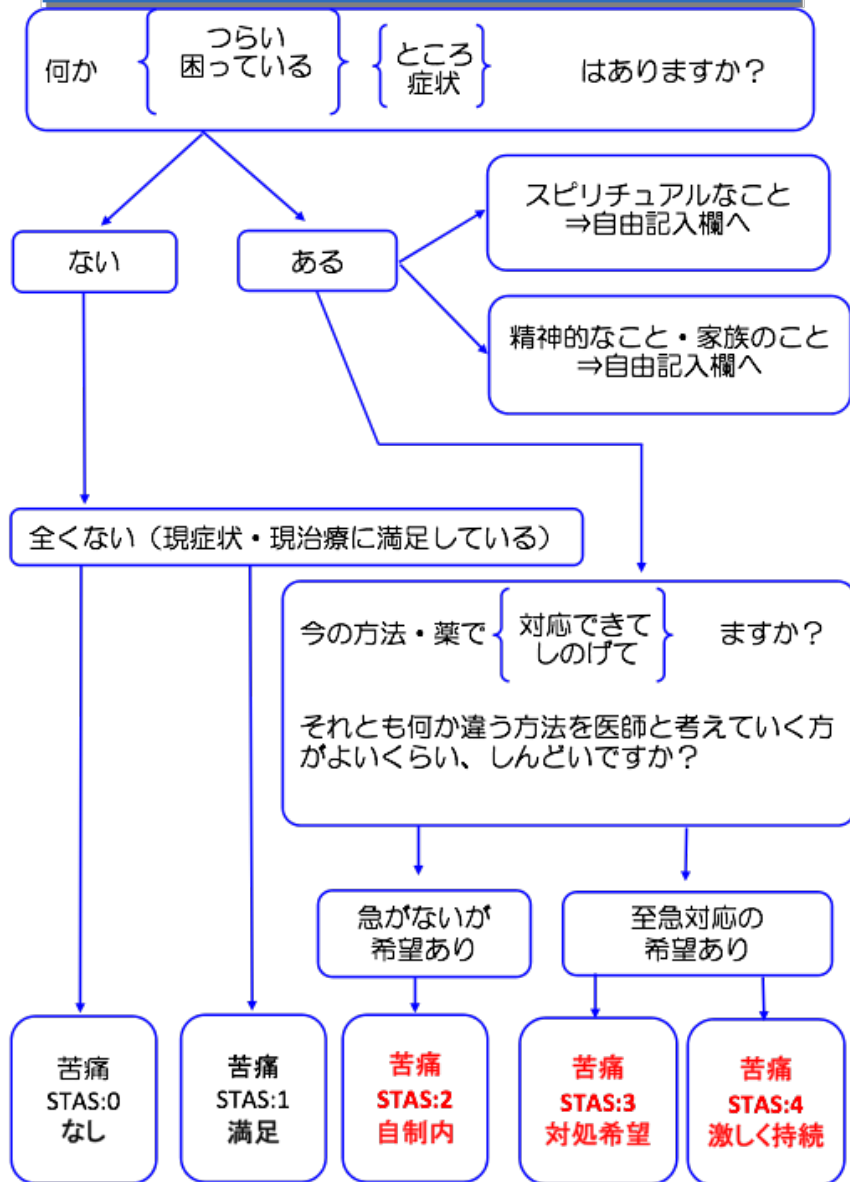 何か
つらい
困っている
ところ
症状
はありますか?
ない
ある
スピリチュアルなこと
⇒自由記入欄へ
精神的なこと・家族のこと
⇒自由記入欄へ
全くない(現症状・現治療に満足している)
今の方法・薬で
対応できて
しのげて
ますか?
それとも何か違う方法を医師と考えていく方
がよいくらい、しんどいですか?
急がないが
希望あり
至急対応の
希望あり
苦痛
STAS:0
なし
苦痛
STAS:1
満足
苦痛
STAS:2
自制内
苦痛
STAS:3
対処希望
苦痛
STAS:4
激しく持続